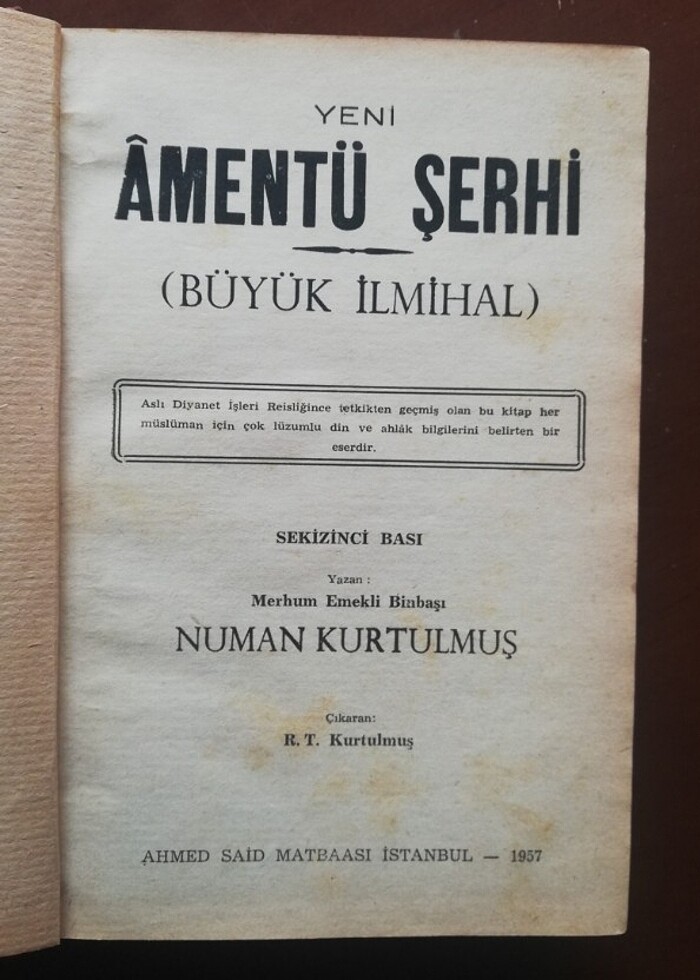 YENİ
ÂMENTÜ ŞERHİ
(BÜYÜK İLMİHAL)
Aslı Diyanet İşleri Reisliğince tetkikten geçmiş olan bu kitap her
müslüman için çok lüzumlu din ve ahlâk bilgilerini belirten bir
eserdir.
SEKİZİNCİ BASI
Yazan :
Merhum Emekli Binbaşı
NUMAN KURTULMUŞ
Çıkaran:
R. T. Kurtulmuş
AHMED SAİD MATBAASI İSTANBUL — 1957